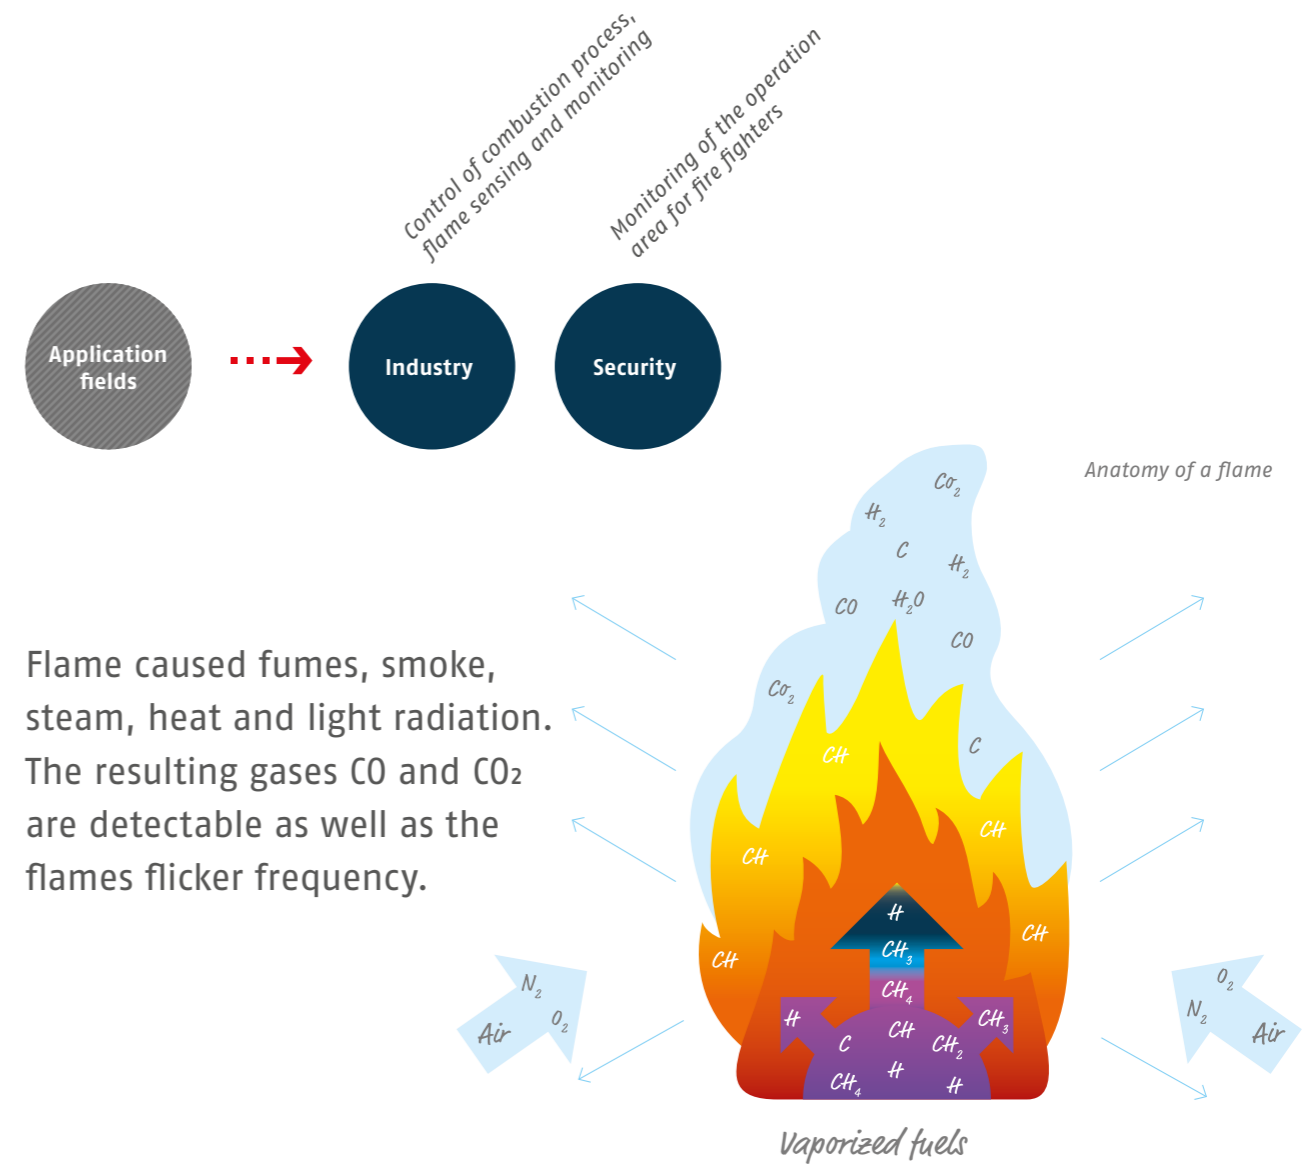 Control of combustion process,
flame sensing and monitoring
Monitoring of the operation
area for fire fighters
Application
fields
Industry
Security
Anatomy of a flame
Flame caused fumes, smoke,
steam, heat and light radiation.
The resulting gases CO and CO₂
are detectable as well as the
flames flicker frequency.
Co₂
H₂
C
H₂
CO
H₂O
CO
Co₂
C
CH
CH
CH
CH
CH
H
CH₃
CH₄
H
CH₃
CH
C
CH₂
H
CH₄
H
N₂
O₂
Air
O₂
N₂
Air
Vaporized fuels